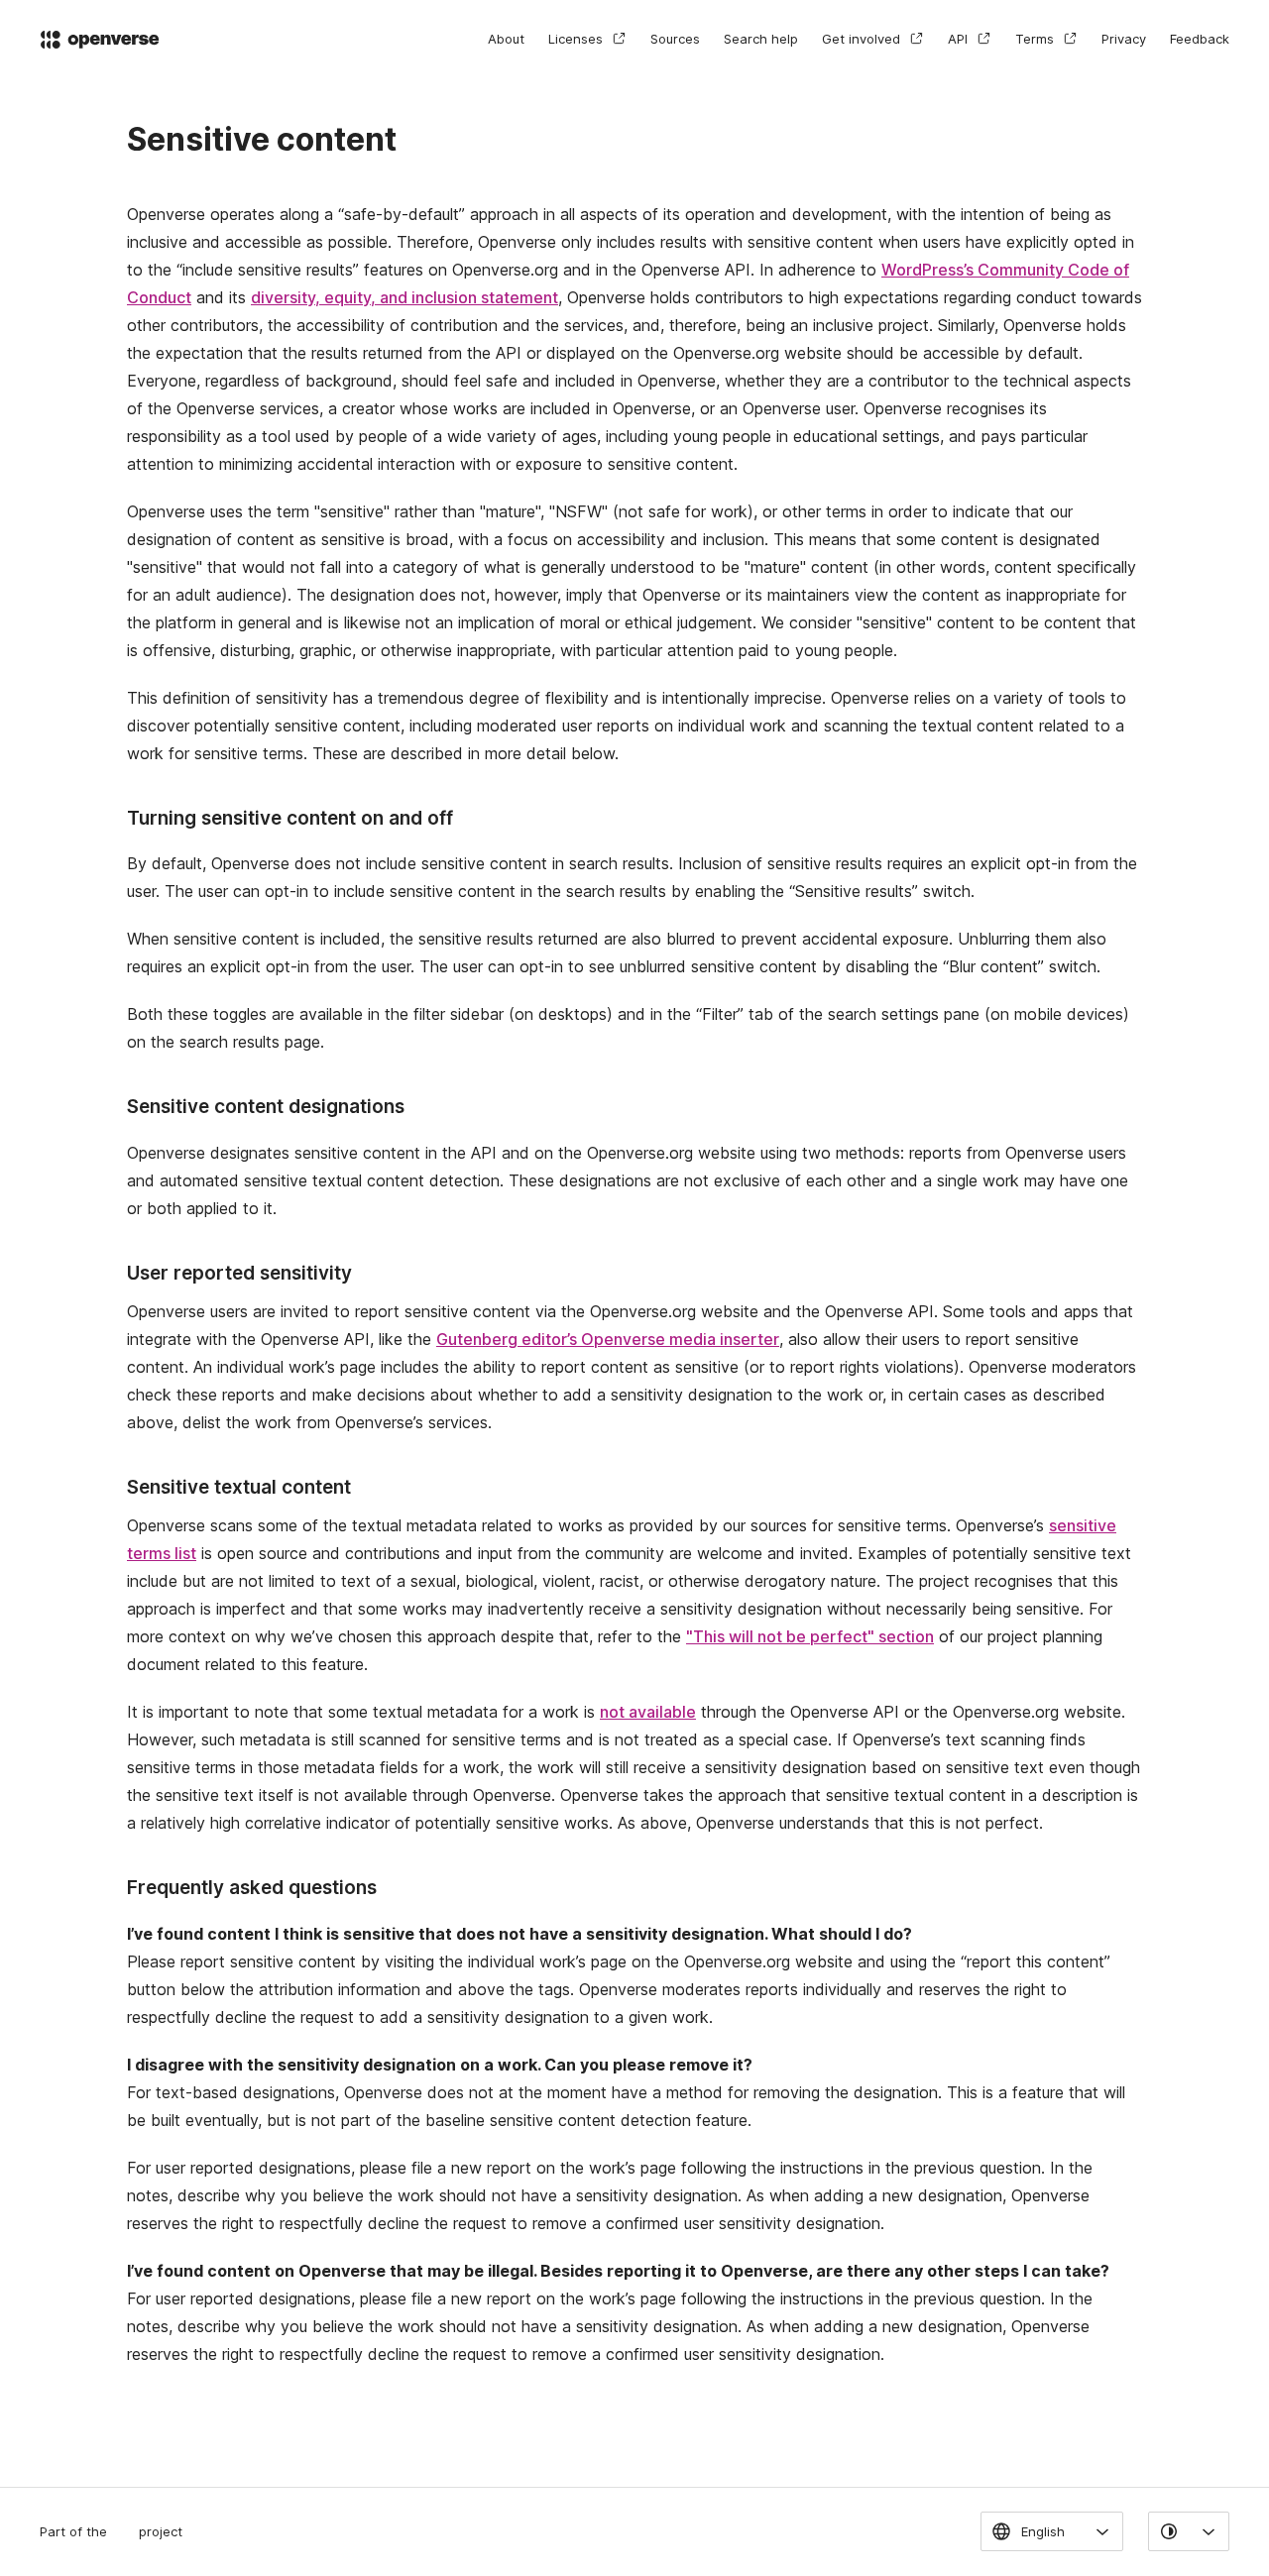 openverse
About Licenses Sources Search help Get involved API Terms Privacy Feedback
Sensitive content
Openverse operates along a “safe-by-default” approach in all aspects of its operation and development, with the intention of being as
inclusive and accessible as possible. Therefore, Openverse only includes results with sensitive content when users have explicitly opted in
to the “include sensitive results” features on Openverse.org and in the Openverse API. In adherence to WordPress’s Community Code of
Conduct and its diversity, equity, and inclusion statement, Openverse holds contributors to high expectations regarding conduct towards
other contributors, the accessibility of contribution and the services, and, therefore, being an inclusive project. Similarly, Openverse holds
the expectation that the results returned from the API or displayed on the Openverse.org website should be accessible by default.
Everyone, regardless of background, should feel safe and included in Openverse, whether they are a contributor to the technical aspects
of the Openverse services, a creator whose works are included in Openverse, or an Openverse user. Openverse recognises its
responsibility as a tool used by people of a wide variety of ages, including young people in educational settings, and pays particular
attention to minimizing accidental interaction with or exposure to sensitive content.
Openverse uses the term "sensitive" rather than "mature", "NSFW" (not safe for work), or other terms in order to indicate that our
designation of content as sensitive is broad, with a focus on accessibility and inclusion. This means that some content is designated
"sensitive" that would not fall into a category of what is generally understood to be "mature" content (in other words, content specifically
for an adult audience). The designation does not, however, imply that Openverse or its maintainers view the content as inappropriate for
the platform in general and is likewise not an implication of moral or ethical judgement. We consider "sensitive" content to be content that
is offensive, disturbing, graphic, or otherwise inappropriate, with particular attention paid to young people.
This definition of sensitivity has a tremendous degree of flexibility and is intentionally imprecise. Openverse relies on a variety of tools to
discover potentially sensitive content, including moderated user reports on individual work and scanning the textual content related to a
work for sensitive terms. These are described in more detail below.
Turning sensitive content on and off
By default, Openverse does not include sensitive content in search results. Inclusion of sensitive results requires an explicit opt-in from the
user. The user can opt-in to include sensitive content in the search results by enabling the “Sensitive results” switch.
When sensitive content is included, the sensitive results returned are also blurred to prevent accidental exposure. Unblurring them also
requires an explicit opt-in from the user. The user can opt-in to see unblurred sensitive content by disabling the “Blur content” switch.
Both these toggles are available in the filter sidebar (on desktops) and in the “Filter” tab of the search settings pane (on mobile devices)
on the search results page.
Sensitive content designations
Openverse designates sensitive content in the API and on the Openverse.org website using two methods: reports from Openverse users
and automated sensitive textual content detection. These designations are not exclusive of each other and a single work may have one
or both applied to it.
User reported sensitivity
Openverse users are invited to report sensitive content via the Openverse.org website and the Openverse API. Some tools and apps that
integrate with the Openverse API, like the Gutenberg editor’s Openverse media inserter, also allow their users to report sensitive
content. An individual work’s page includes the ability to report content as sensitive (or to report rights violations). Openverse moderators
check these reports and make decisions about whether to add a sensitivity designation to the work or, in certain cases as described
above, delist the work from Openverse’s services.
Sensitive textual content
Openverse scans some of the textual metadata related to works as provided by our sources for sensitive terms. Openverse’s sensitive
terms list is open source and contributions and input from the community are welcome and invited. Examples of potentially sensitive text
include but are not limited to text of a sexual, biological, violent, racist, or otherwise derogatory nature. The project recognises that this
approach is imperfect and that some works may inadvertently receive a sensitivity designation without necessarily being sensitive. For
more context on why we’ve chosen this approach despite that, refer to the "This will not be perfect" section of our project planning
document related to this feature.
It is important to note that some textual metadata for a work is not available through the Openverse API or the Openverse.org website.
However, such metadata is still scanned for sensitive terms and is not treated as a special case. If Openverse’s text scanning finds
sensitive terms in those metadata fields for a work, the work will still receive a sensitivity designation based on sensitive text even though
the sensitive text itself is not available through Openverse. Openverse takes the approach that sensitive textual content in a description is
a relatively high correlative indicator of potentially sensitive works. As above, Openverse understands that this is not perfect.
Frequently asked questions
I’ve found content I think is sensitive that does not have a sensitivity designation. What should I do?
Please report sensitive content by visiting the individual work’s page on the Openverse.org website and using the “report this content”
button below the attribution information and above the tags. Openverse moderates reports individually and reserves the right to
respectfully decline the request to add a sensitivity designation to a given work.
I disagree with the sensitivity designation on a work. Can you please remove it?
For text-based designations, Openverse does not at the moment have a method for removing the designation. This is a feature that will
be built eventually, but is not part of the baseline sensitive content detection feature.
For user reported designations, please file a new report on the work’s page following the instructions in the previous question. In the
notes, describe why you believe the work should not have a sensitivity designation. As when adding a new designation, Openverse
reserves the right to respectfully decline the request to remove a confirmed user sensitivity designation.
I’ve found content on Openverse that may be illegal. Besides reporting it to Openverse, are there any other steps I can take?
For user reported designations, please file a new report on the work’s page following the instructions in the previous question. In the
notes, describe why you believe the work should not have a sensitivity designation. As when adding a new designation, Openverse
reserves the right to respectfully decline the request to remove a confirmed user sensitivity designation.
Part of the project
English